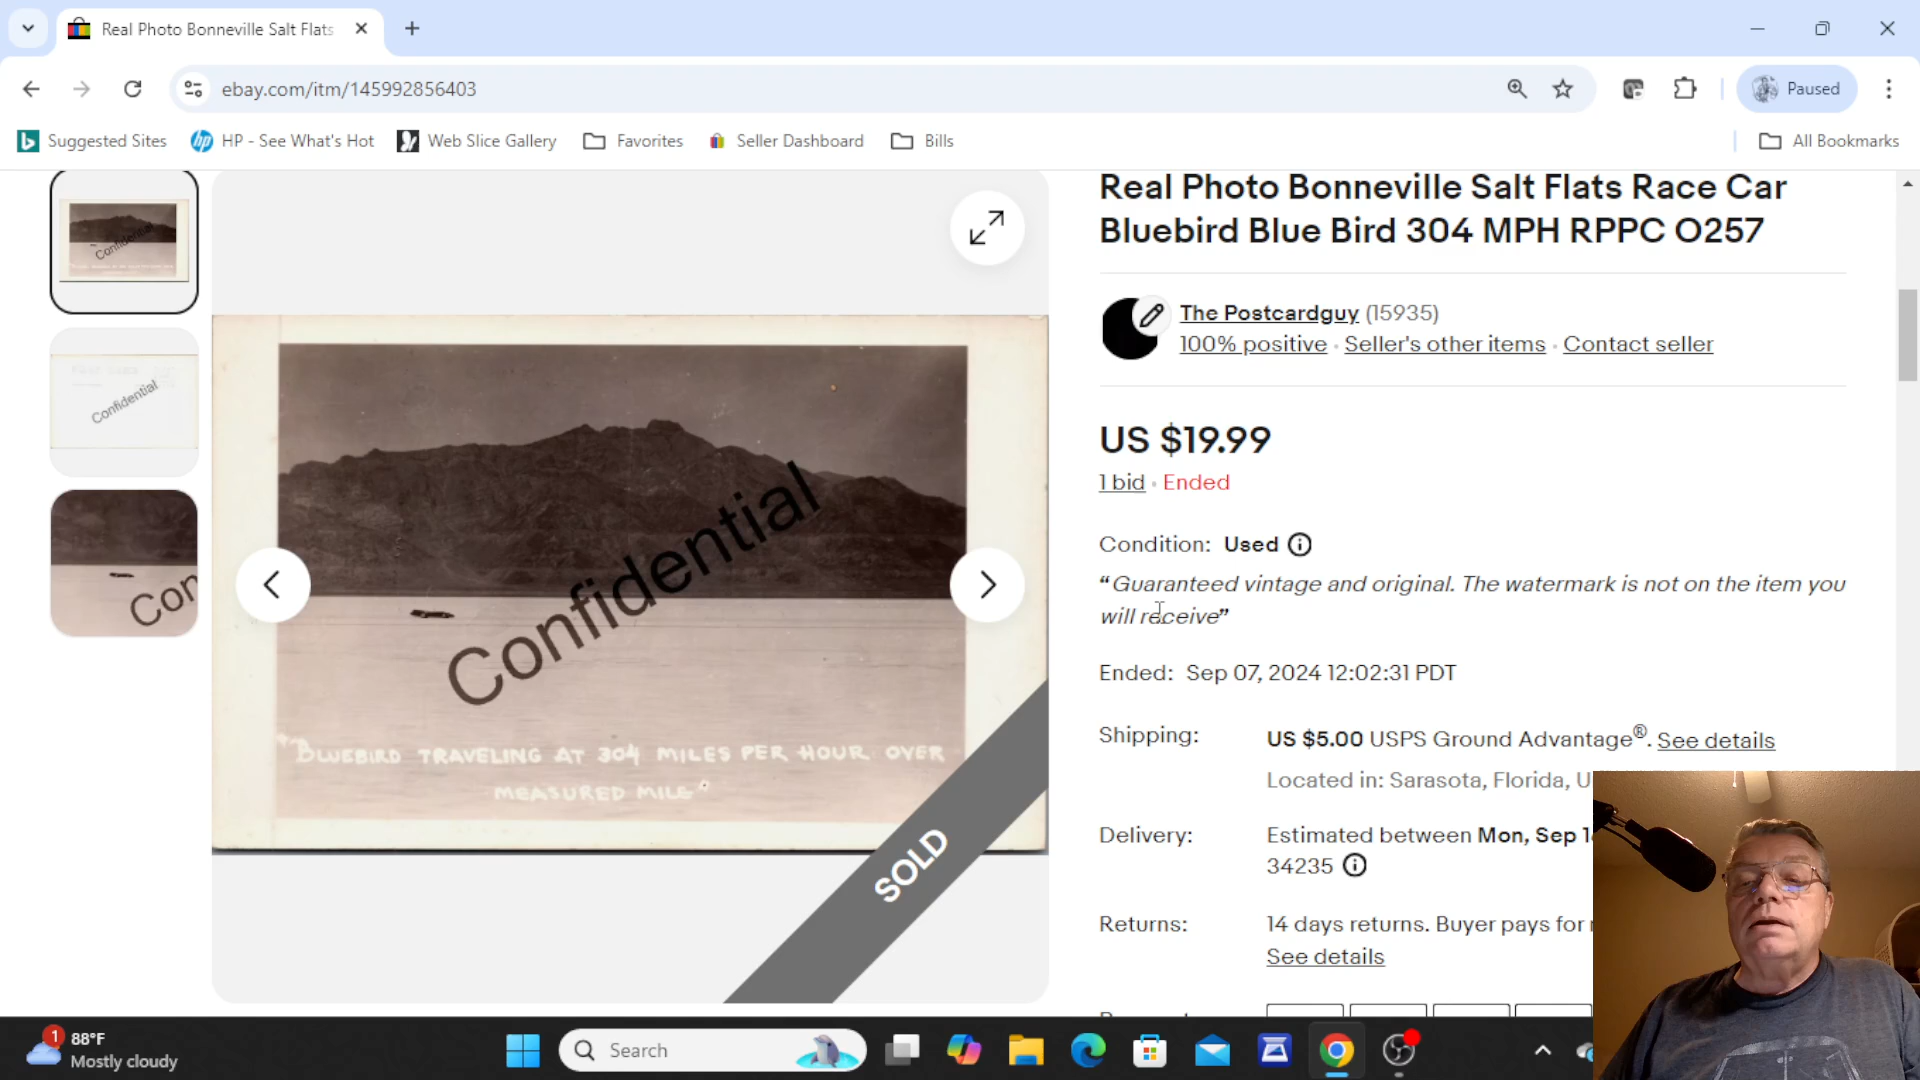 Real Photo Bonneville Salt Flats
ebay.com/itm/145992856403
Paused
Suggested Sites
HP - See What's Hot
Web Slice Gallery
Favorites
Seller Dashboard
Bills
All Bookmarks
Real Photo Bonneville Salt Flats Race Car
Bluebird Blue Bird 304 MPH RPPC O257
The Postcardguy (15935)
100% positive · Seller's other items · Contact seller
US $19.99
1 bid · Ended
Condition: Used
"Guaranteed vintage and original. The watermark is not on the item you
will receive"
Ended: Sep 07, 2024 12:02:31 PDT
Shipping: US $5.00 USPS Ground Advantage®. See details
Located in: Sarasota, Florida, U
Delivery: Estimated between Mon, Sep 1
34235
Returns: 14 days returns. Buyer pays for
See details
Confidential
Confidential
Con
Confidential
BLUEBIRD TRAVELING AT 304 MILES PER HOUR OVER
MEASURED MILE"
SOLD
1
88°F
Mostly cloudy
Search